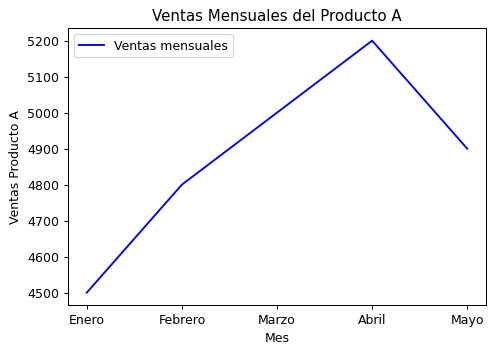 Ventas Mensuales del Producto A
Ventas mensuales
5200
5100
5000
4900
4800
4700
4600
4500
Ventas Producto A
Enero Febrero Marzo Abril Mayo
Mes